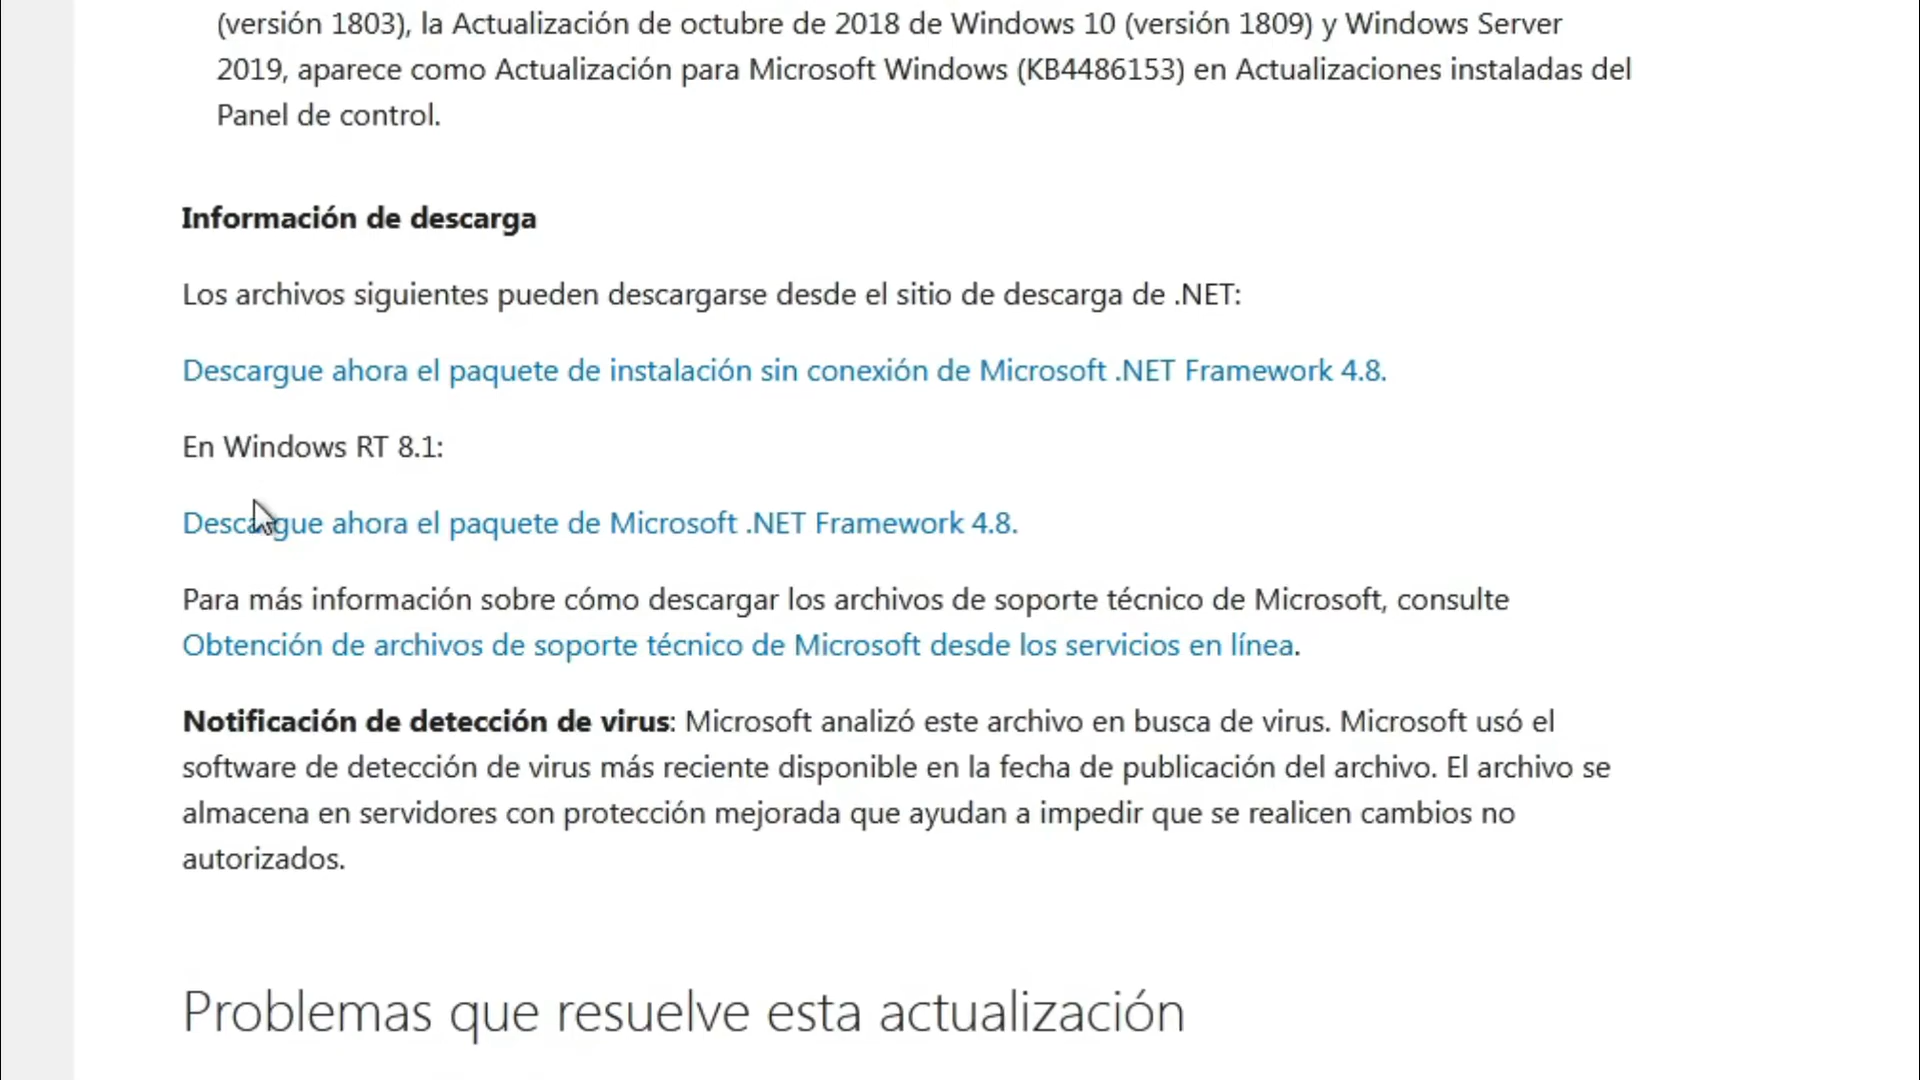 (versión 1803), la Actualización de octubre de 2018 de Windows 10 (versión 1809) y Windows Server
2019, aparece como Actualización para Microsoft Windows (KB4486153) en Actualizaciones instaladas del
Panel de control.
Información de descarga
Los archivos siguientes pueden descargarse desde el sitio de descarga de .NET:
Descargue ahora el paquete de instalación sin conexión de Microsoft .NET Framework 4.8.
En Windows RT 8.1:
Descargue ahora el paquete de Microsoft .NET Framework 4.8.
Para más información sobre cómo descargar los archivos de soporte técnico de Microsoft, consulte
Obtención de archivos de soporte técnico de Microsoft desde los servicios en línea.
Notificación de detección de virus: Microsoft analizó este archivo en busca de virus. Microsoft usó el
software de detección de virus más reciente disponible en la fecha de publicación del archivo. El archivo se
almacena en servidores con protección mejorada que ayudan a impedir que se realicen cambios no
autorizados.
Problemas que resuelve esta actualización